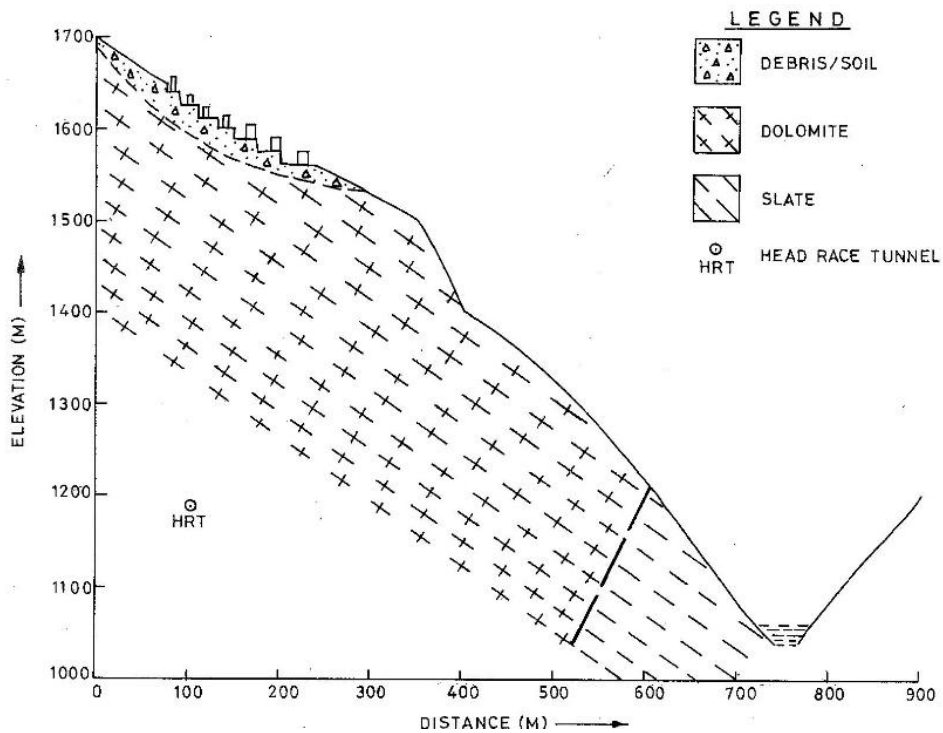 LEGEND
DEBRIS/SOIL
DOLOMITE
SLATE
HRT HEAD RACE TUNNEL
ELEVATION (M)
1700
1600
1500
1400
1300
1200
1100
1000
HRT
0 100 200 300 400 500 600 700 800 900
DISTANCE (M)